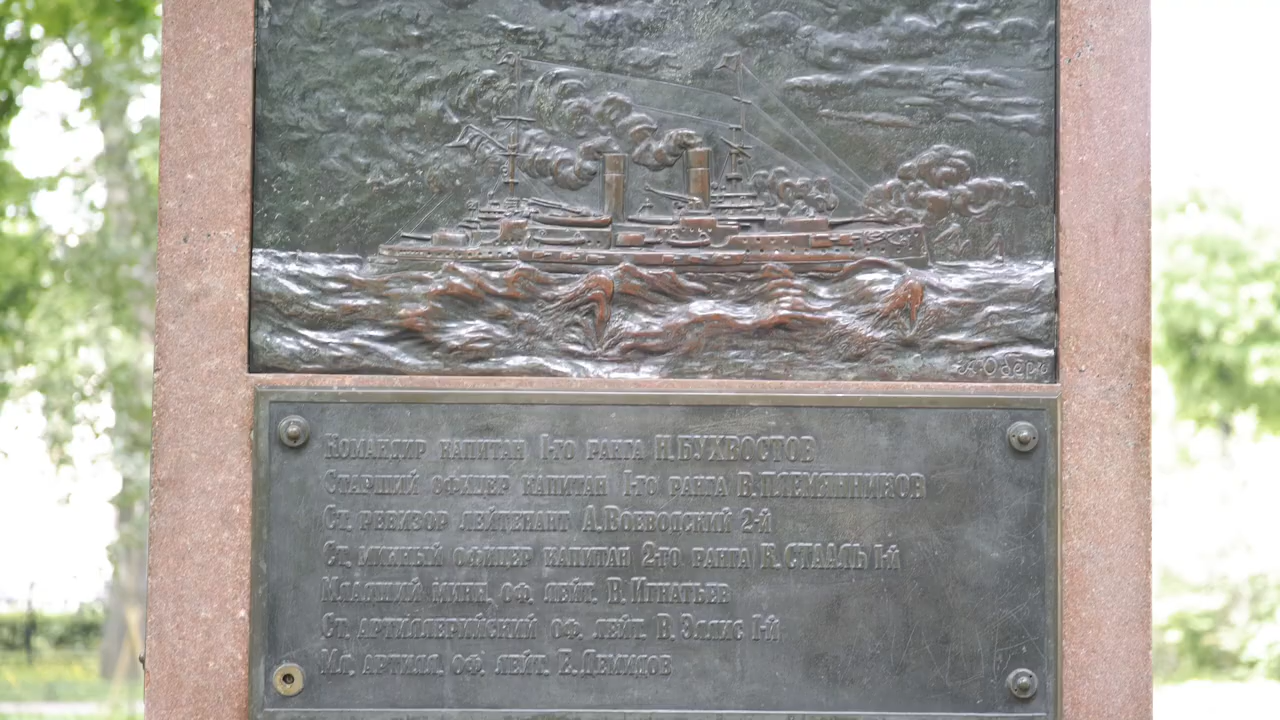 А Оберъ
Командир капитан 1-го ранга Н. БУХВОСТОВ
Старший офицер капитан 1-го ранга В. ПЛЕМЯННИКОВ
Ст. ревизор лейтенант А. Воеводский 2-й
Ст. минный офицер капитан 2-го ранга К. СТААЛЬ 1-й
Младший мин. оф. лейт. В. Игнатьев
Ст. артиллерийский оф. лейт. В. Эллис 1-й
Мл. артилл. оф. лейт. Е. Демидов